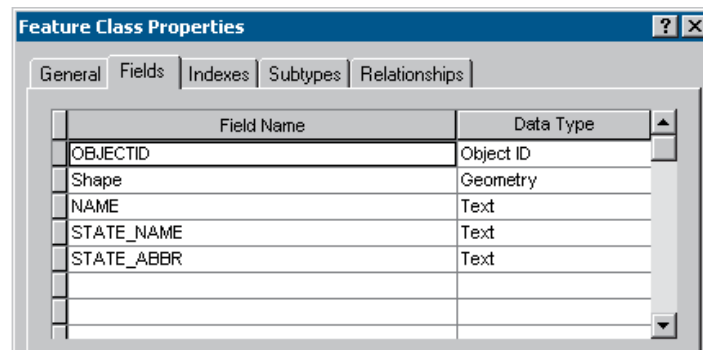 Feature Class Properties
General Fields Indexes Subtypes Relationships
Field Name Data Type
OBJECTID Object ID
Shape Geometry
NAME Text
STATE_NAME Text
STATE_ABBR Text